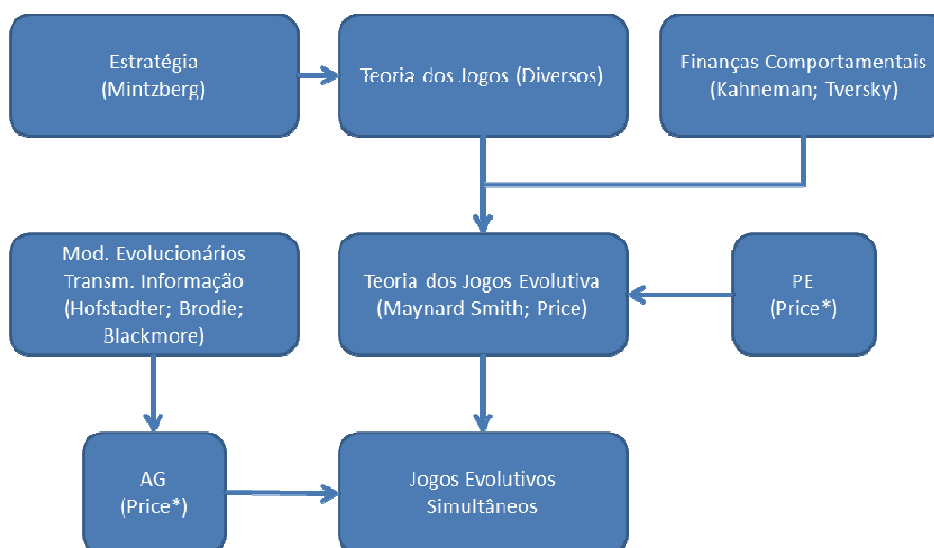 Estratégia
(Mintzberg)
Teoria dos Jogos (Diversos)
Finanças Comportamentais
(Kahneman; Tversky)
Mod. Evolucionários
Transm. Informação
(Hofstadter; Brodie;
Blackmore)
Teoria dos Jogos Evolutiva
(Maynard Smith; Price)
PE
(Price*)
AG
(Price*)
Jogos Evolutivos
Simultâneos